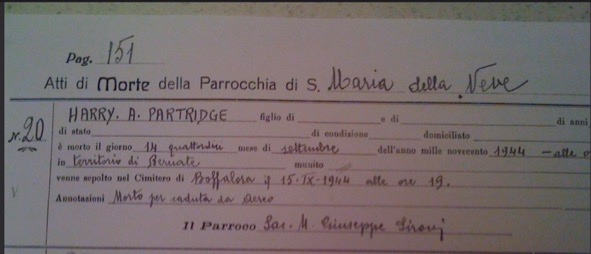 Pag. 151
Atti di Morte della Parrocchia di S. Maria della Neve
N. 20 HARRY. A. PARTRIDGE figlio di e di di anni
di stato di condizione domiciliato
è morto il giorno 14 quattordici mese di settembre dell'anno mille novecento 1944 - alle o
in territorio di Bernate munito
venne sepolto nel Cimitero di Boffalora il 15-IX-1944 alle ore 19.
Annotazioni Morto per caduta da aereo
Il Parroco Sac. M. Giuseppe